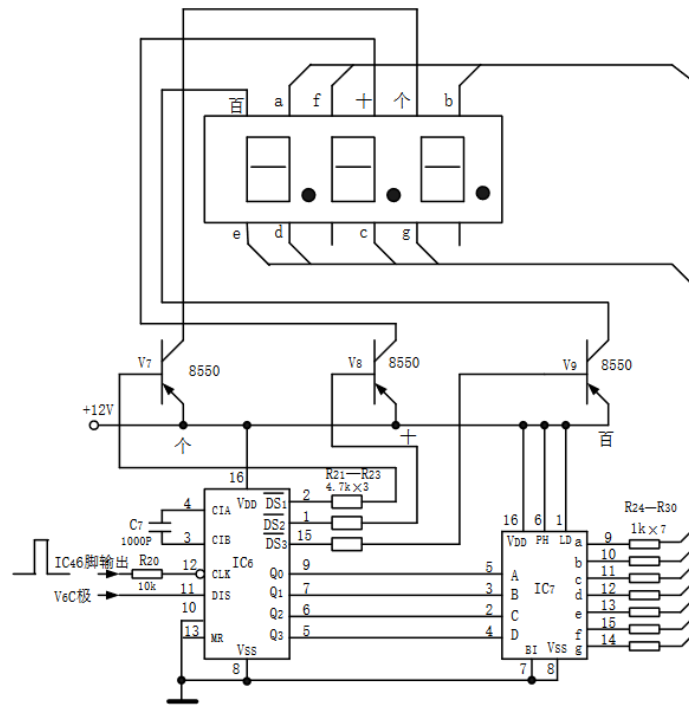 百 a f 十 个 b
e d c g
V7 8550
V8 8550
V9 8550
+12V
个 十 百
R21—R23
4.7k×3
R24—R30
1k×7
C7
1000P
4 CIA
3 CIB
16
VDD
IC6
DS1 2
DS2 1
DS3 15
IC46脚输出
R20
10k
12 CLK
V6C极
11 DIS
10
13 MR
VSS
8
Q0 9
Q1 7
Q2 6
Q3 5
16 6 1
VDD PH LD
IC7
5 A
3 B
2 C
4 D
a 9
b 10
c 11
d 12
e 13
f 15
g 14
BI VSS
7 8